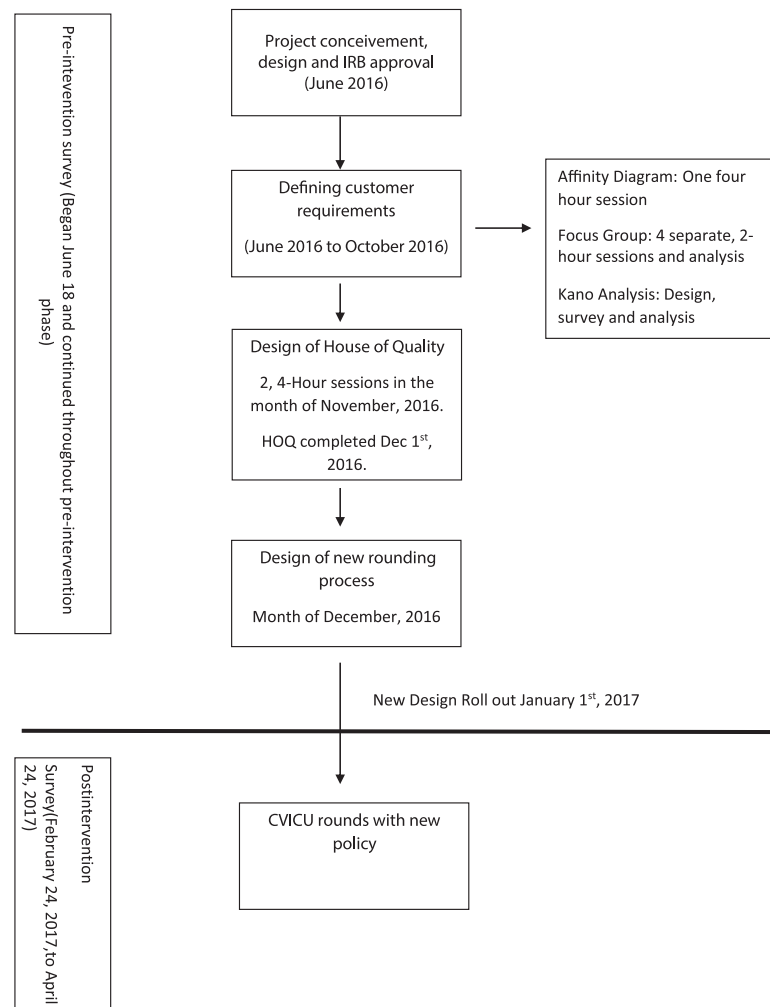 Pre-intevention survey (Began June 18 and continued throughout pre-intervention
phase)
Project conceivement,
design and IRB approval
(June 2016)
Defining customer
requirements
(June 2016 to October 2016)
Affinity Diagram: One four
hour session
Focus Group: 4 separate, 2-
hour sessions and analysis
Kano Analysis: Design,
survey and analysis
Design of House of Quality
2, 4-Hour sessions in the
month of November, 2016.
HOQ completed Dec 1st,
2016.
Design of new rounding
process
Month of December, 2016
New Design Roll out January 1st, 2017
Postintervention
Survey(February 24, 2017,to April
24, 2017)
CVICU rounds with new
policy